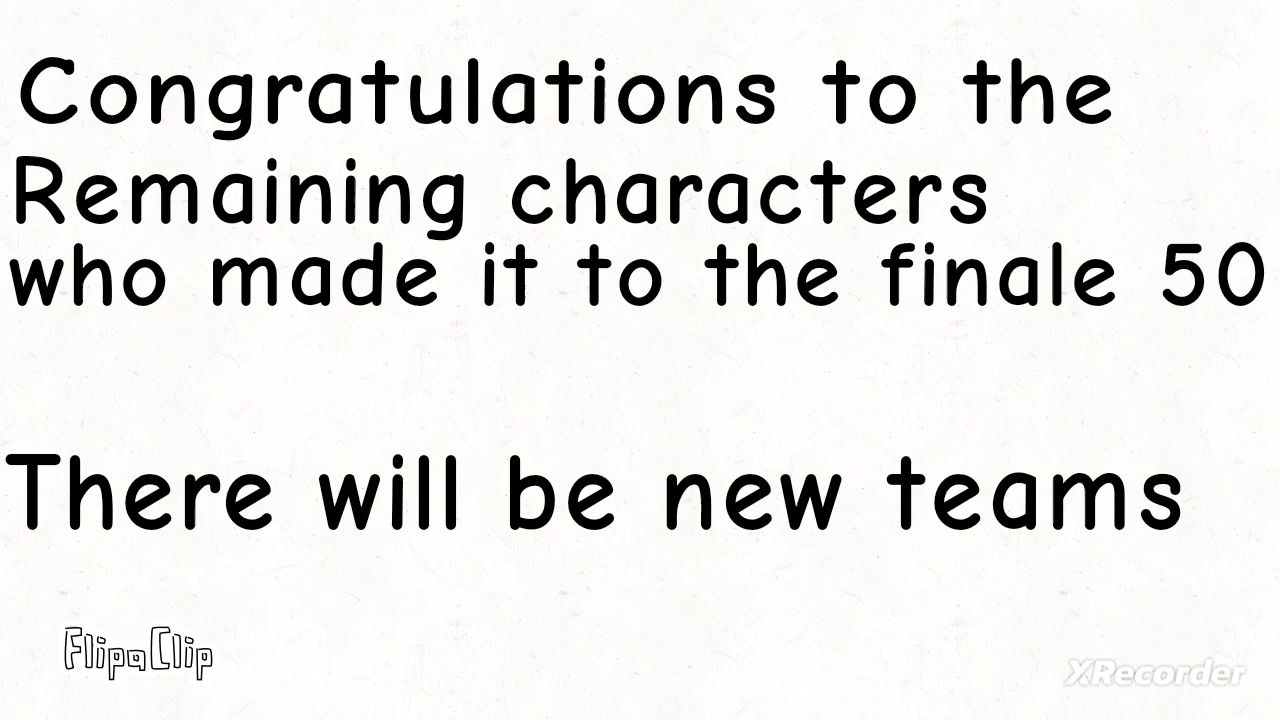 Congratulations to the
Remaining characters
who made it to the finale 50
There will be new teams
FlipaClip
XRecorder